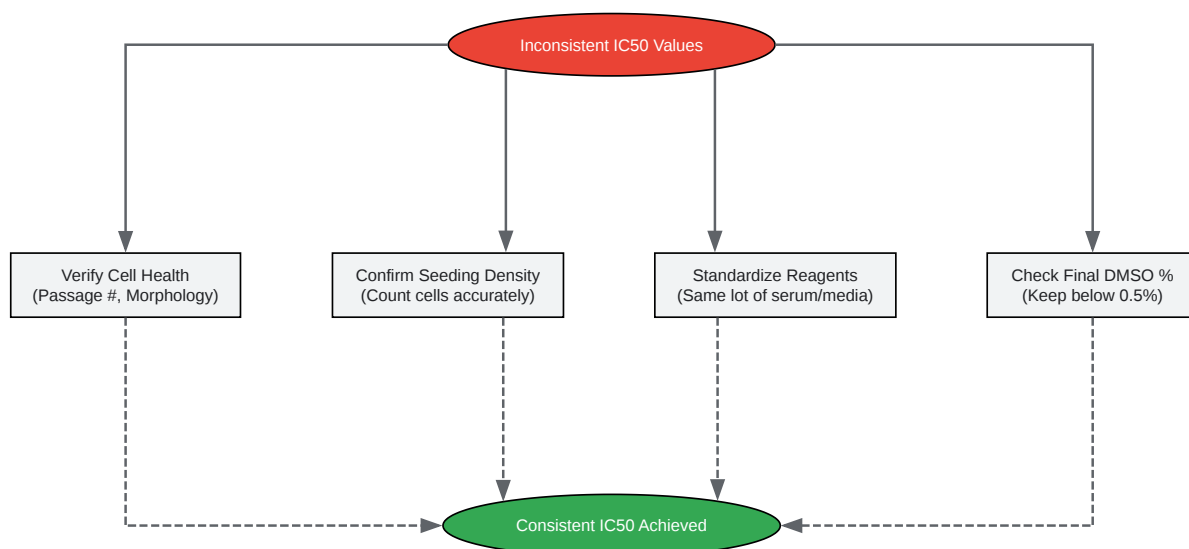 Inconsistent IC50 Values
Verify Cell Health
(Passage #, Morphology)
Confirm Seeding Density
(Count cells accurately)
Standardize Reagents
(Same lot of serum/media)
Check Final DMSO %
(Keep below 0.5%)
Consistent IC50 Achieved